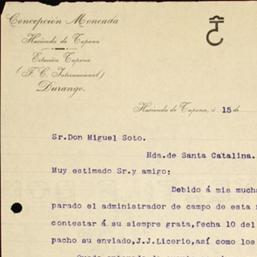 Concepción Moncada
Hacienda de Tapona
Estación Tapona
(F. C. Internacional)
Durango.
Hacienda de Tapona, á 15 de
Sr. Don Miguel Soto.
Hda. de Santa Catalina.
Muy estimado Sr. y amigo:
Debido á mis mucha
parado el administrador de campo de esta
contestar á su siempre grata, fecha 10 del
pacho su enviado, J.J. Licerio, así como los